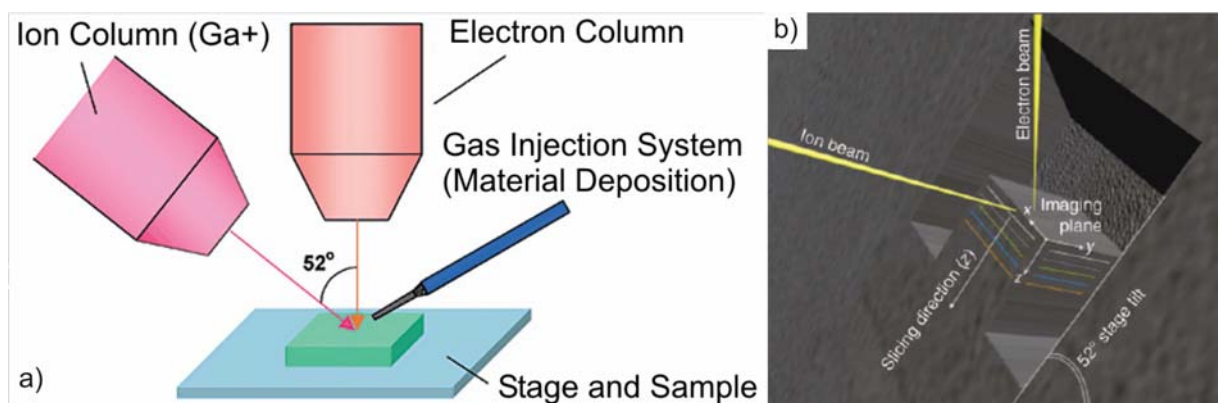 Ion Column (Ga+)
Electron Column
Gas Injection System
(Material Deposition)
52°
Stage and Sample
a)
b)
Electron beam
Ion beam
x
Imaging
plane
y
z
Slicing direction (z)
52° stage tilt